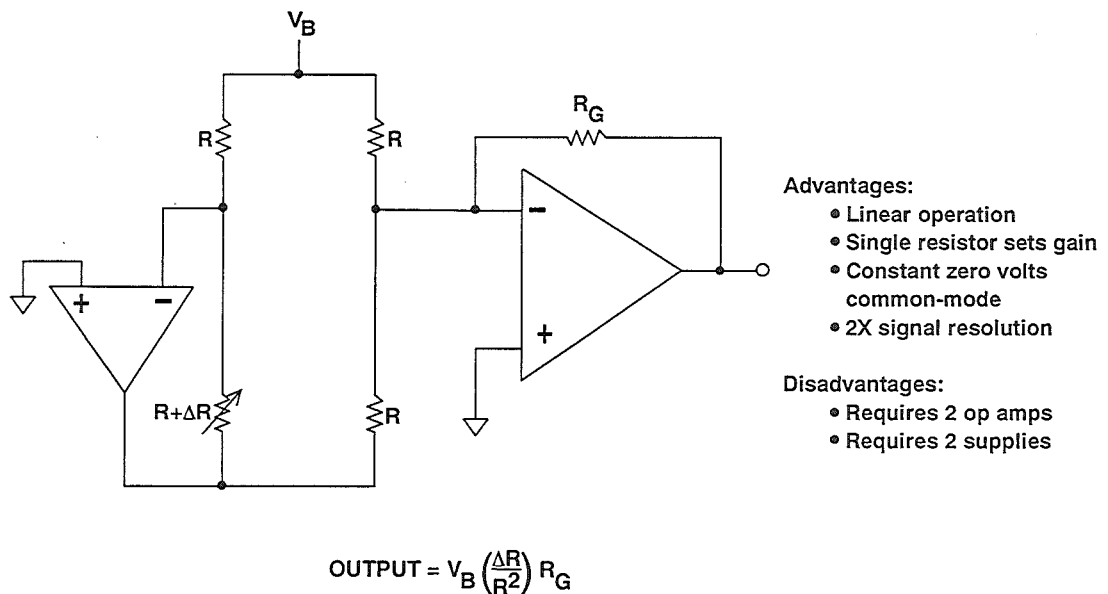 V_B
R
R
R_G
Advantages:
● Linear operation
● Single resistor sets gain
● Constant zero volts
common-mode
● 2X signal resolution
+
−
−
+
R+ΔR
R
Disadvantages:
● Requires 2 op amps
● Requires 2 supplies
OUTPUT = V_B (ΔR/R²) R_G